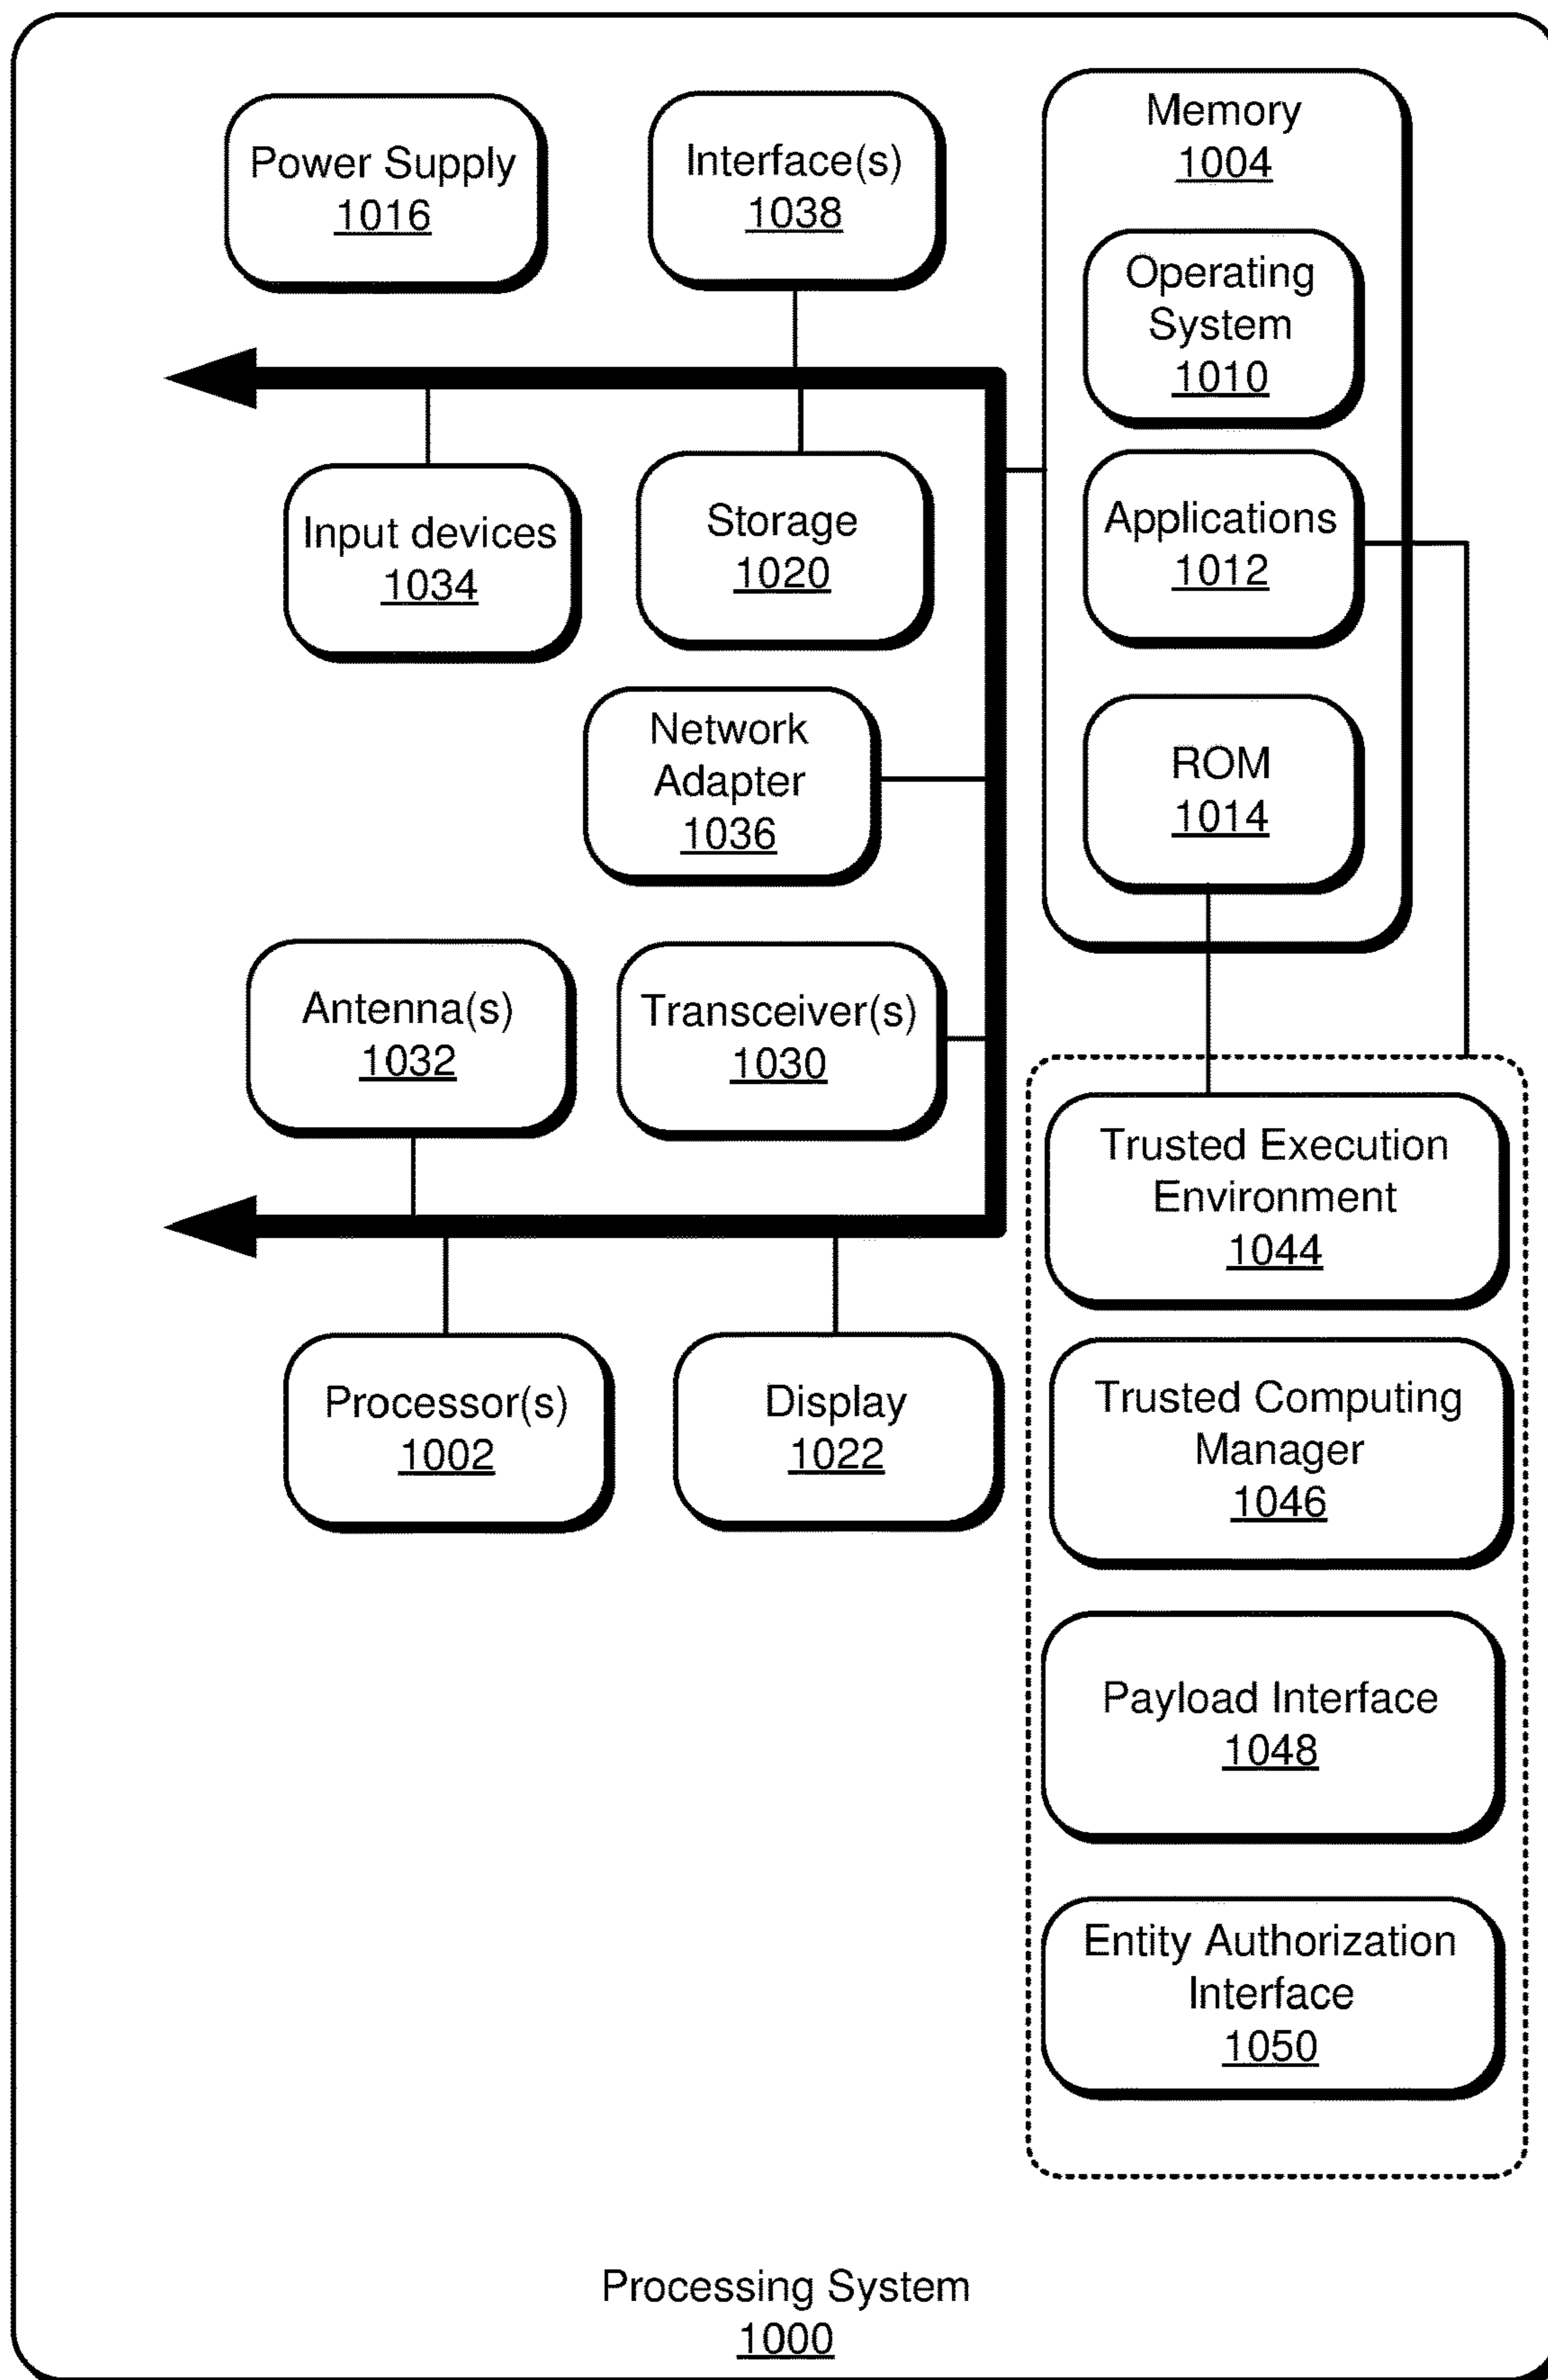 Power Supply
1016
Interface(s)
1038
Memory
1004
Operating
System
1010
Applications
1012
ROM
1014
Input devices
1034
Storage
1020
Network
Adapter
1036
Antenna(s)
1032
Transceiver(s)
1030
Processor(s)
1002
Display
1022
Trusted Execution
Environment
1044
Trusted Computing
Manager
1046
Payload Interface
1048
Entity Authorization
Interface
1050
Processing System
1000